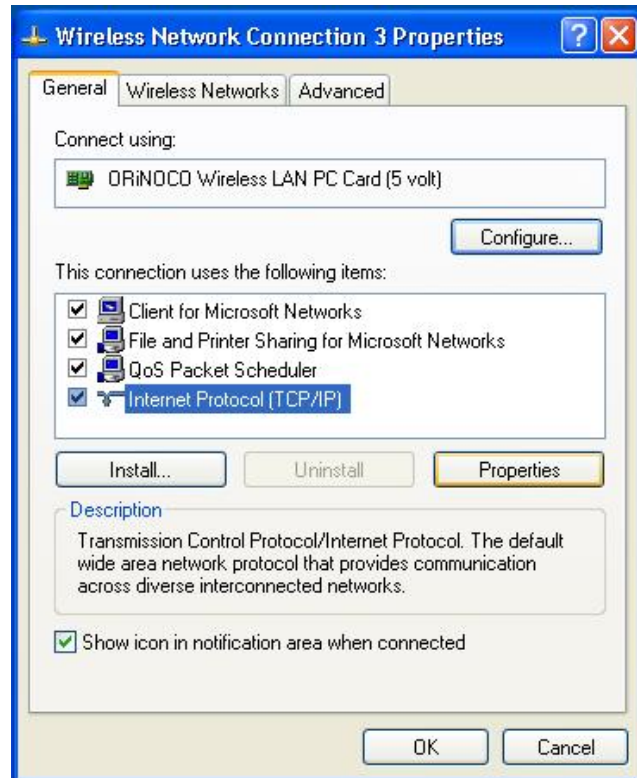 Wireless Network Connection 3 Properties
General Wireless Networks Advanced
Connect using:
ORiNOCO Wireless LAN PC Card (5 volt)
Configure...
This connection uses the following items:
Client for Microsoft Networks
File and Printer Sharing for Microsoft Networks
QoS Packet Scheduler
Internet Protocol (TCP/IP)
Install... Uninstall Properties
Description
Transmission Control Protocol/Internet Protocol. The default
wide area network protocol that provides communication
across diverse interconnected networks.
Show icon in notification area when connected
OK Cancel